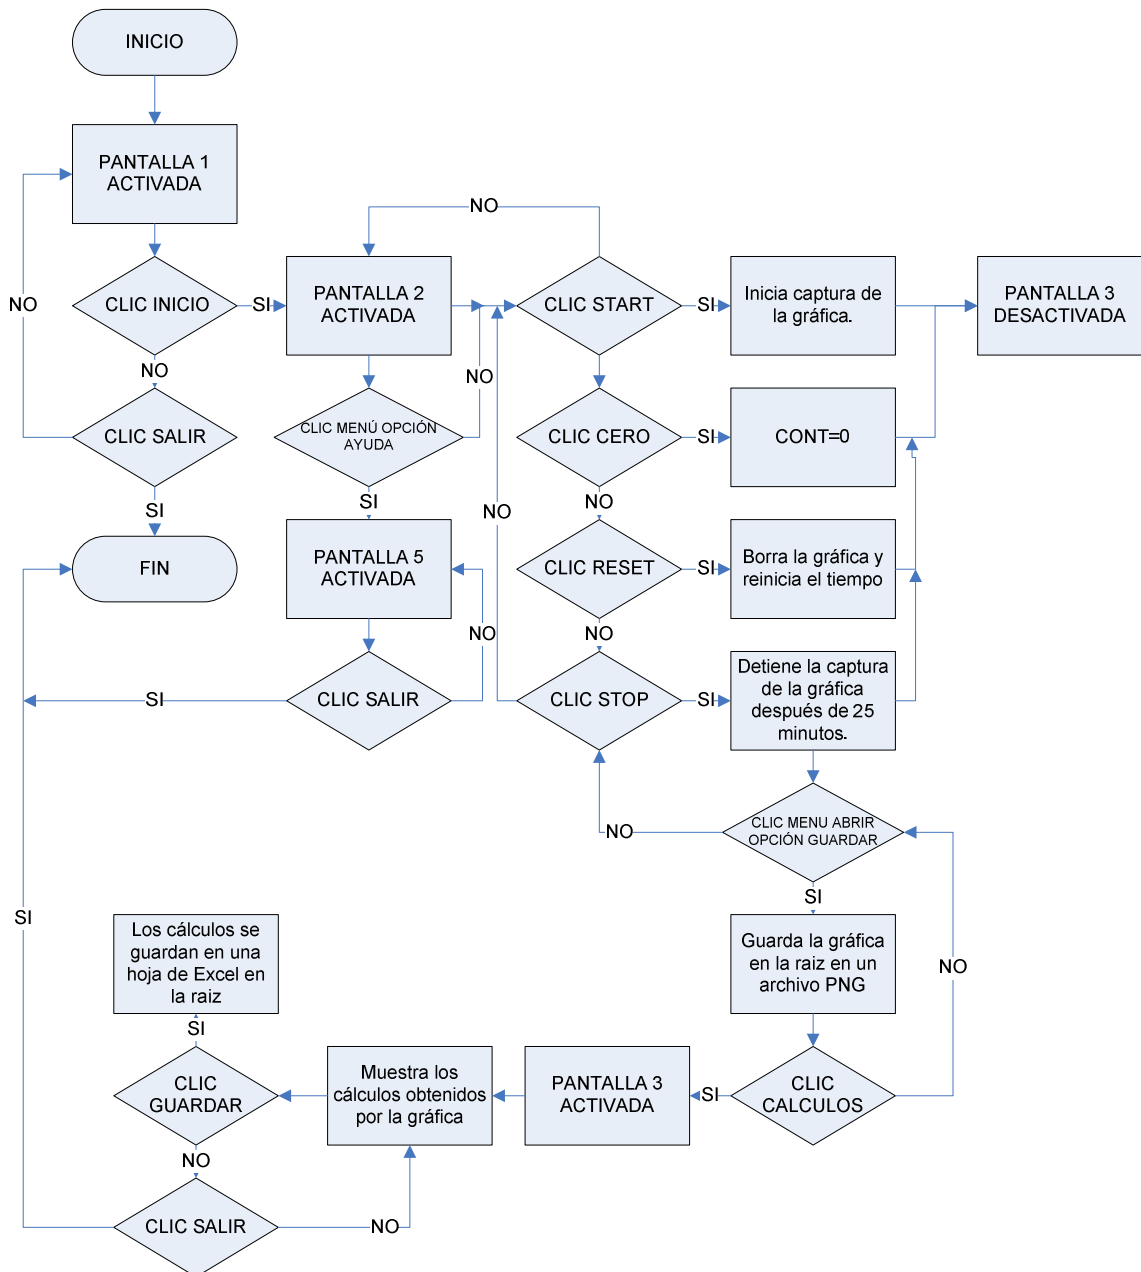 INICIO
PANTALLA 1
ACTIVADA
NO
NO
CLIC INICIO
SI
PANTALLA 2
ACTIVADA
CLIC START
SI
Inicia captura de
la gráfica.
PANTALLA 3
DESACTIVADA
NO
NO
CLIC SALIR
CLIC MENÚ OPCIÓN
AYUDA
CLIC CERO
SI
CONT=0
SI
SI
NO
NO
FIN
PANTALLA 5
ACTIVADA
CLIC RESET
SI
Borra la gráfica y
reinicia el tiempo
NO
NO
SI
CLIC SALIR
CLIC STOP
SI
Detiene la captura
de la gráfica
después de 25
minutos.
NO
CLIC MENU ABRIR
OPCIÓN GUARDAR
SI
SI
Los cálculos se
guardan en una
hoja de Excel en
la raiz
Guarda la gráfica
en la raiz en un
archivo PNG
NO
SI
CLIC
GUARDAR
Muestra los
cálculos obtenidos
por la gráfica
PANTALLA 3
ACTIVADA
SI
CLIC
CALCULOS
NO
CLIC SALIR
NO